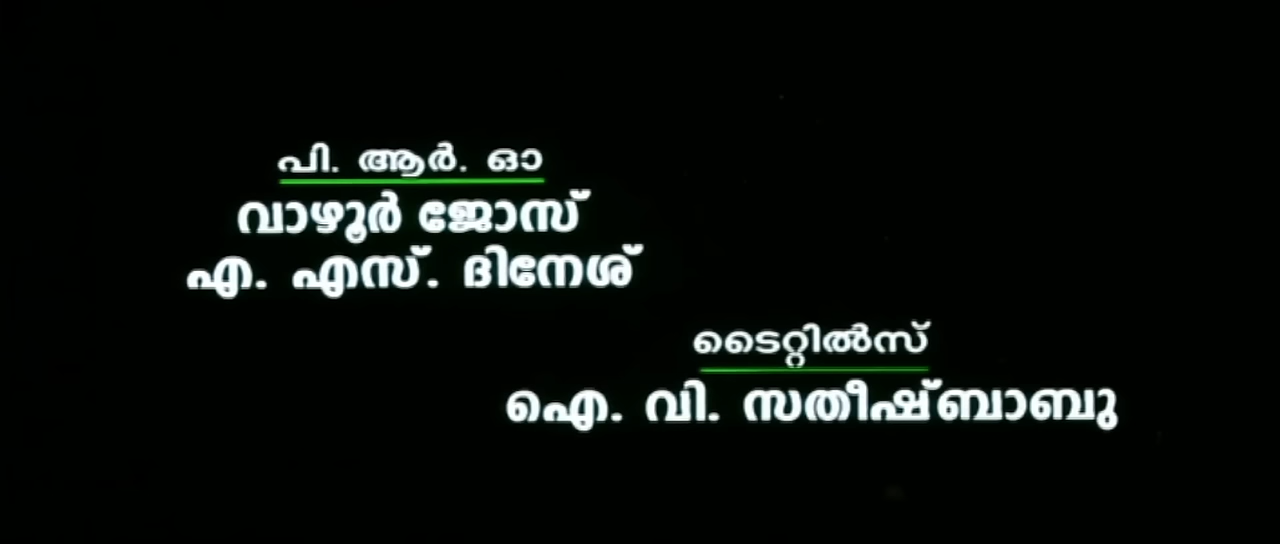 പി. ആർ. ഓ
വാഴൂർ ജോസ്
എ. എസ്. ദിനേശ്
ടൈറ്റിൽസ്
ഐ. വി. സതീഷ്ബാബു